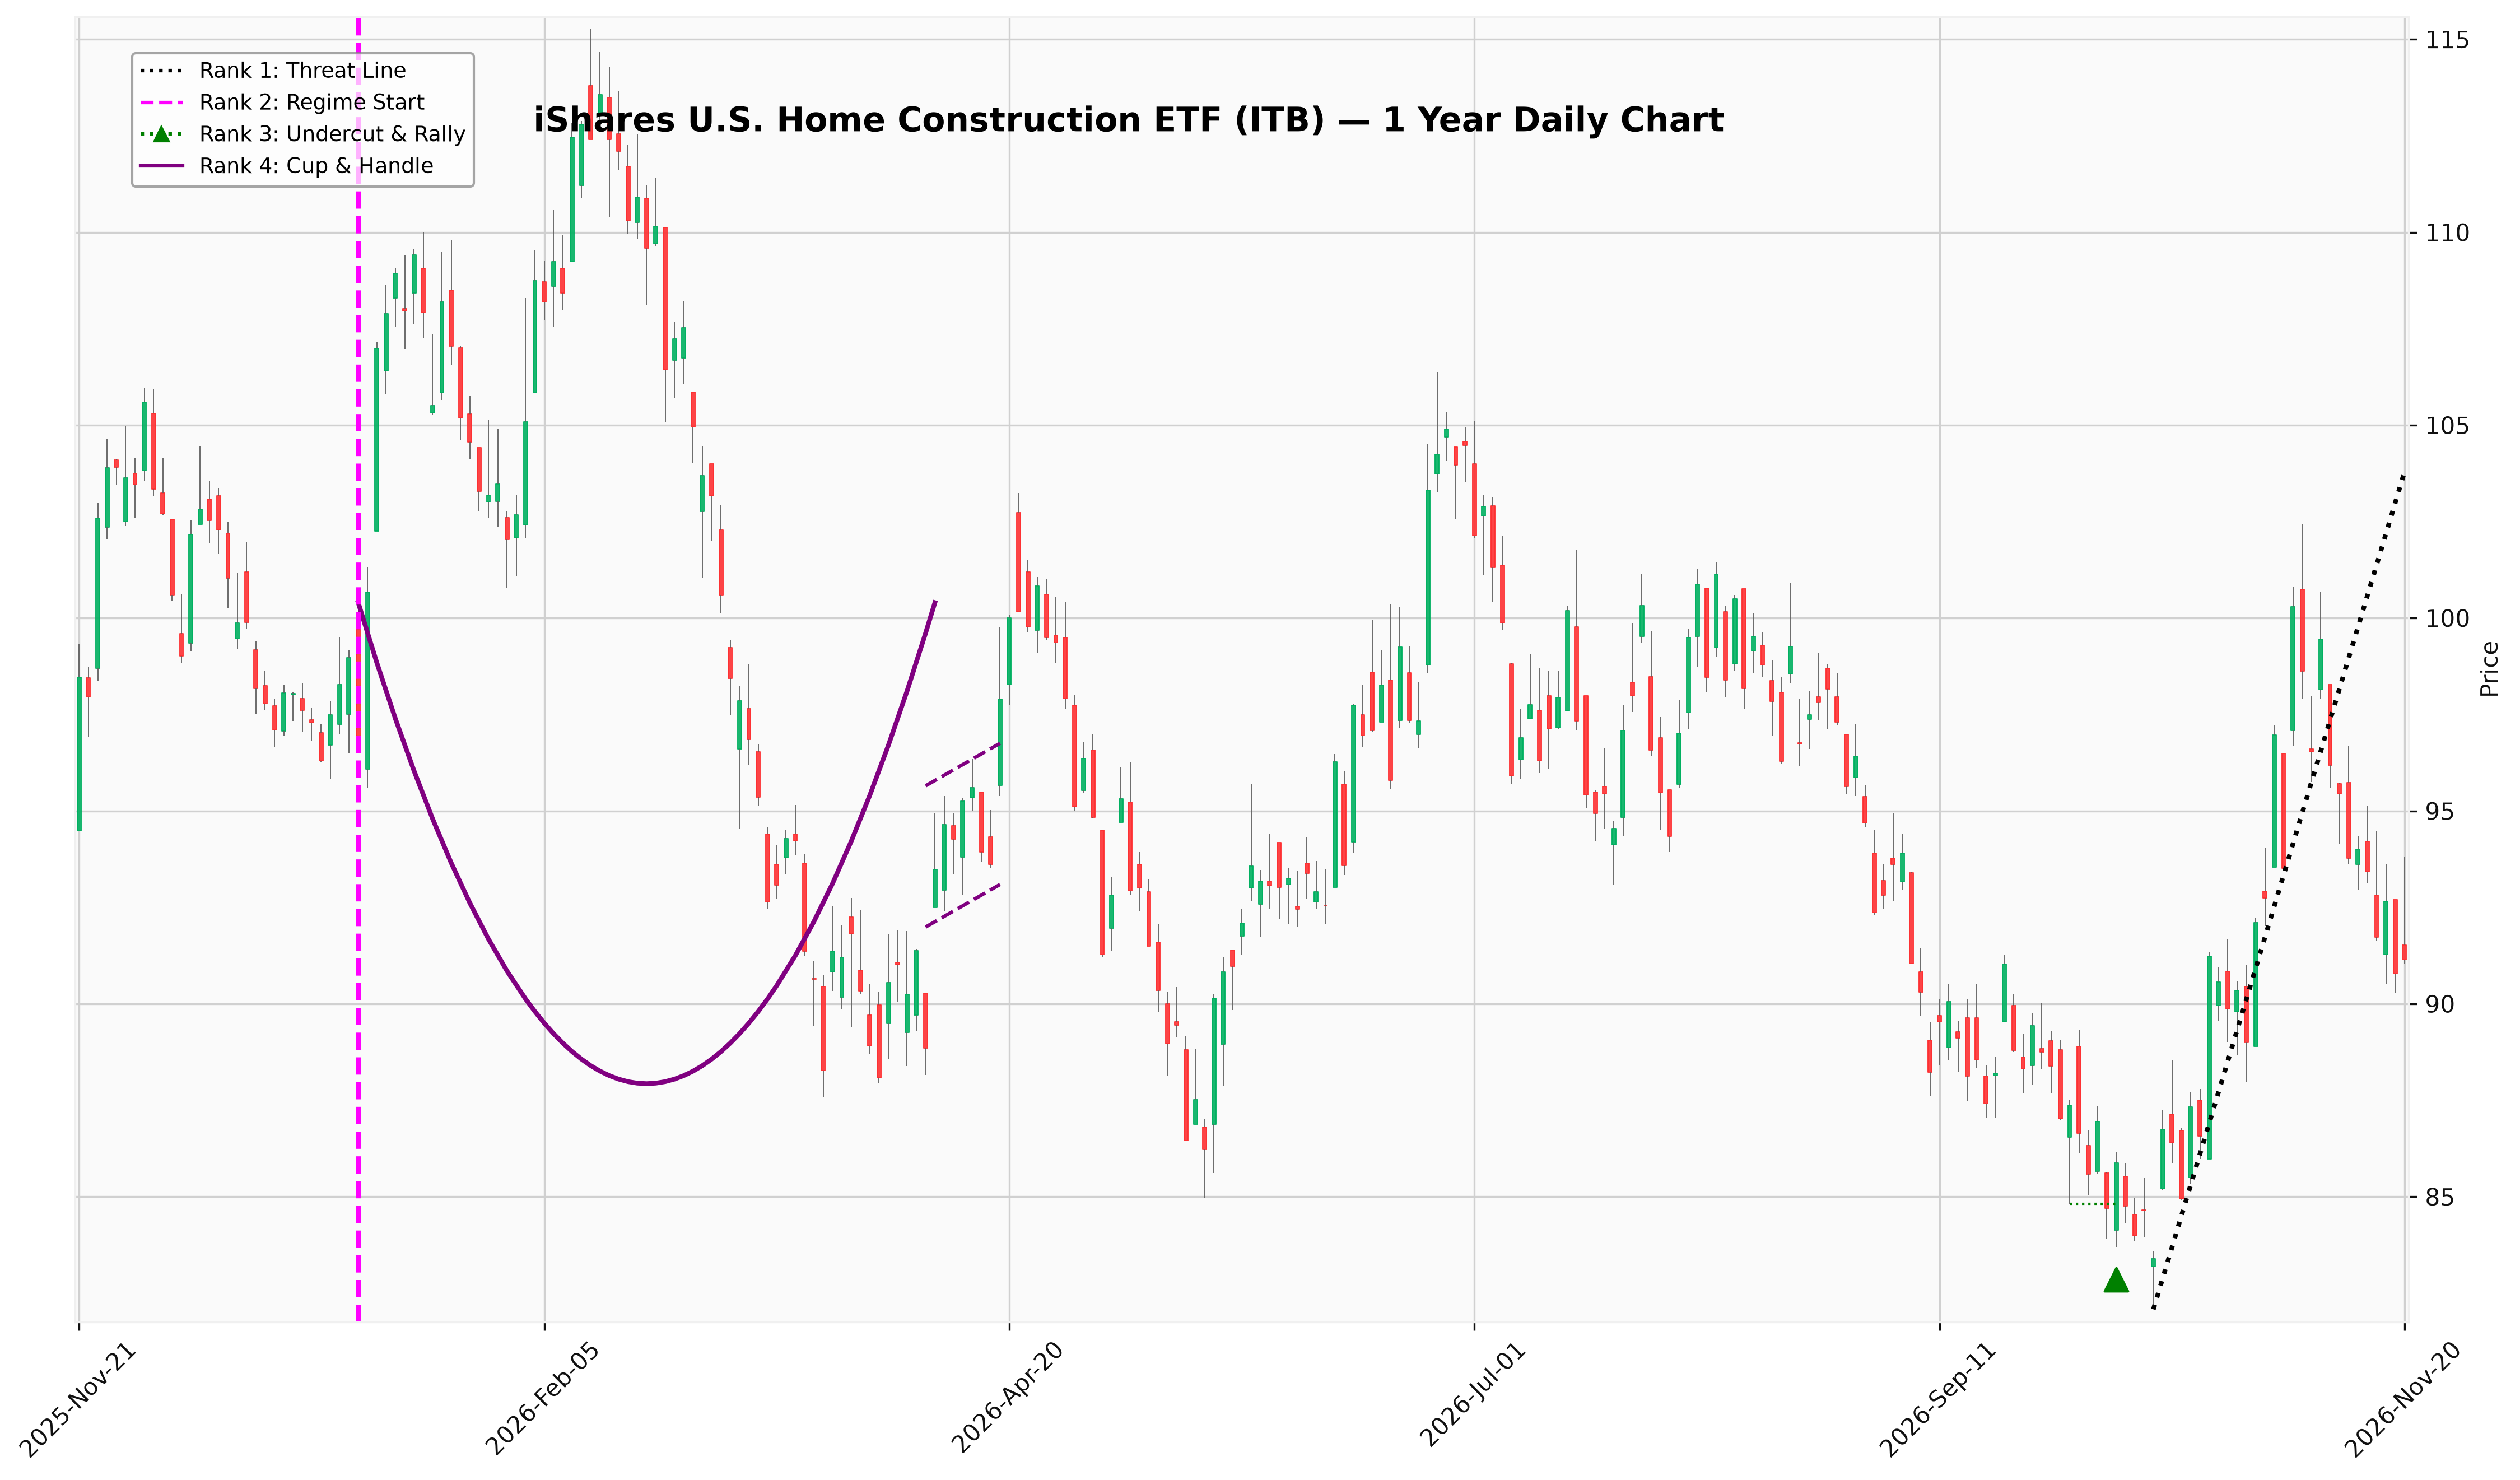 Rank 1: Threat Line
Rank 2: Regime Start
Rank 3: Undercut & Rally
Rank 4: Cup & Handle
iShares U.S. Home Construction ETF (ITB) — 1 Year Daily Chart
115
110
105
100
95
90
85
Price
2025-Nov-21
2026-Feb-05
2026-Apr-20
2026-Jul-01
2026-Sep-11
2026-Nov-20